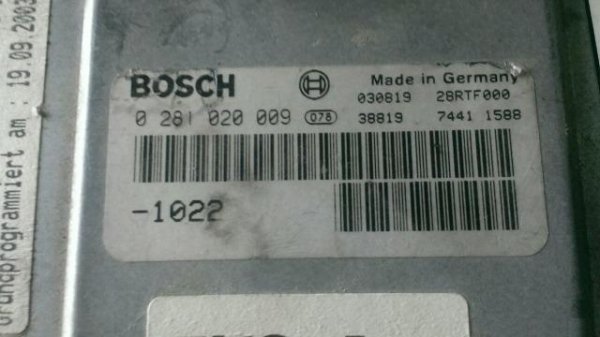 BOSCH
Made in Germany
030819 28RTF000
0 281 020 009 078 38819 7441 1588
-1022
Grundprogrammiert am : 19.09.2003